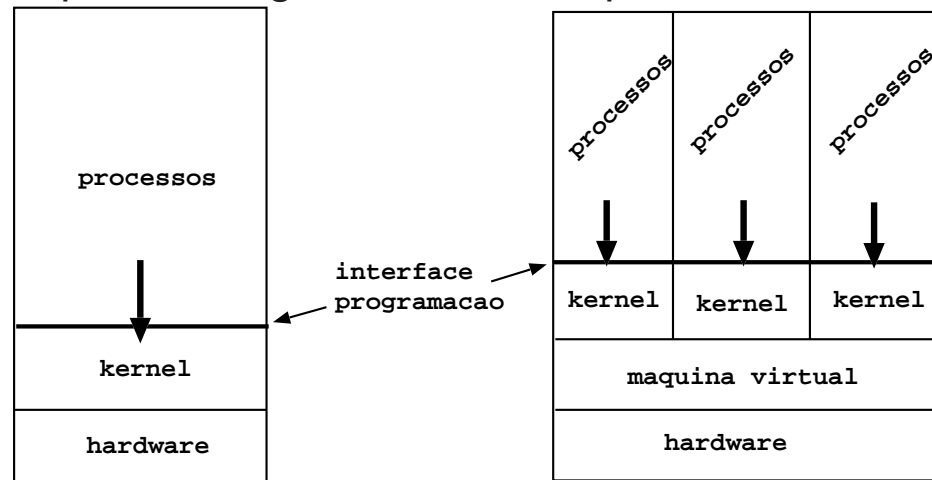 processos
kernel
hardware
interface
programacao
processos
processos
processos
kernel
kernel
kernel
maquina virtual
hardware